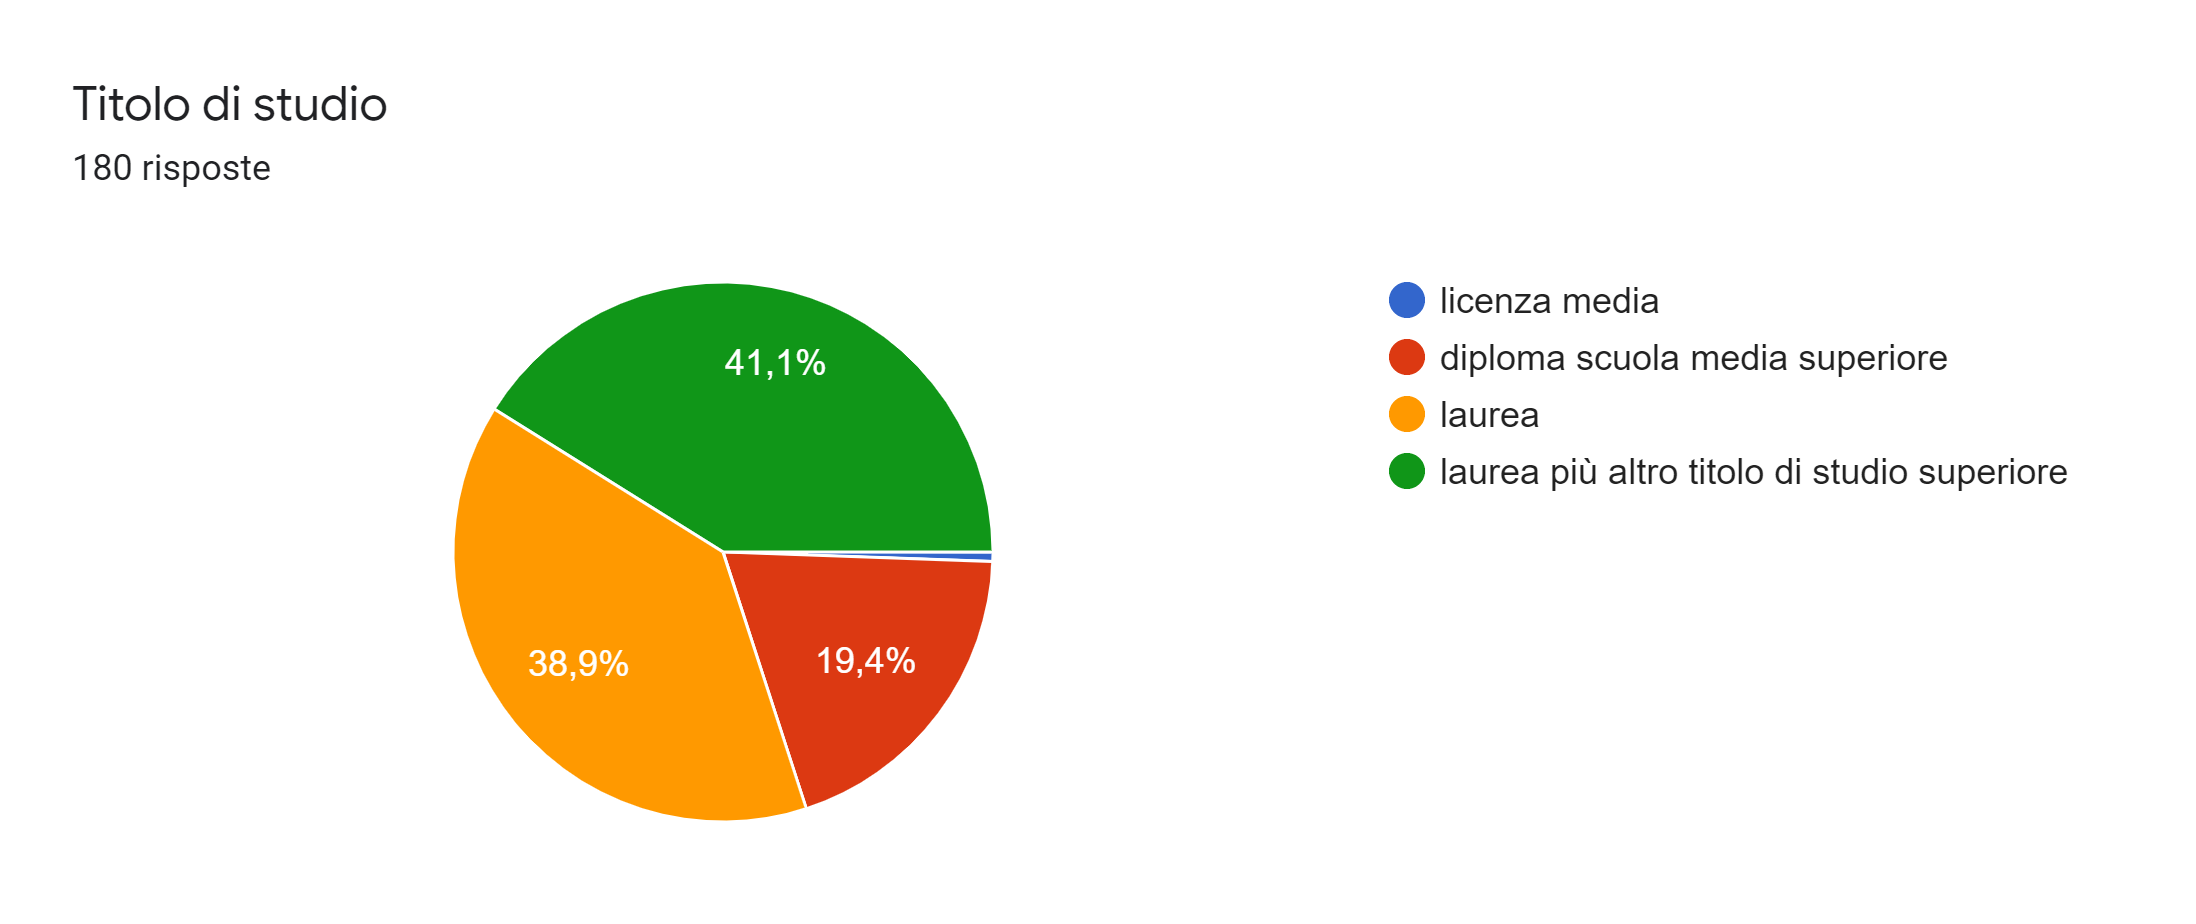 Titolo di studio
180 risposte
41,1%
38,9%
19,4%
licenza media
diploma scuola media superiore
laurea
laurea più altro titolo di studio superiore